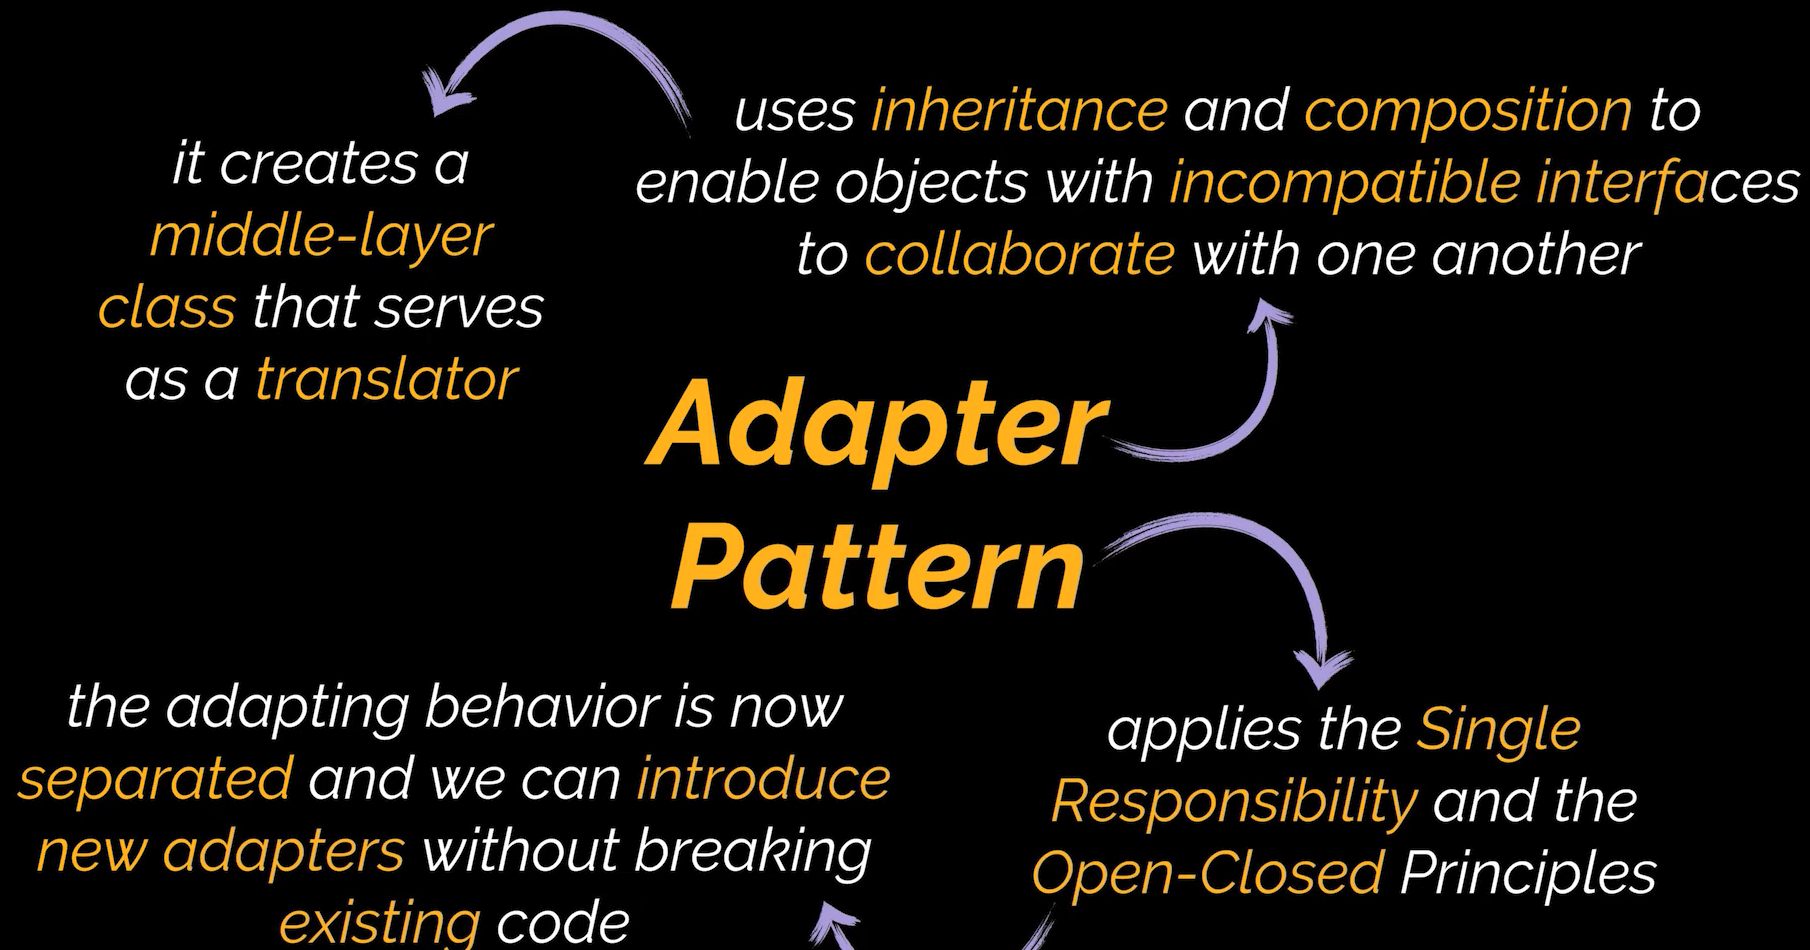 Adapter
Pattern
uses inheritance and composition to
enable objects with incompatible interfaces
to collaborate with one another
it creates a
middle-layer
class that serves
as a translator
applies the Single
Responsibility and the
Open-Closed Principles
the adapting behavior is now
separated and we can introduce
new adapters without breaking
existing code